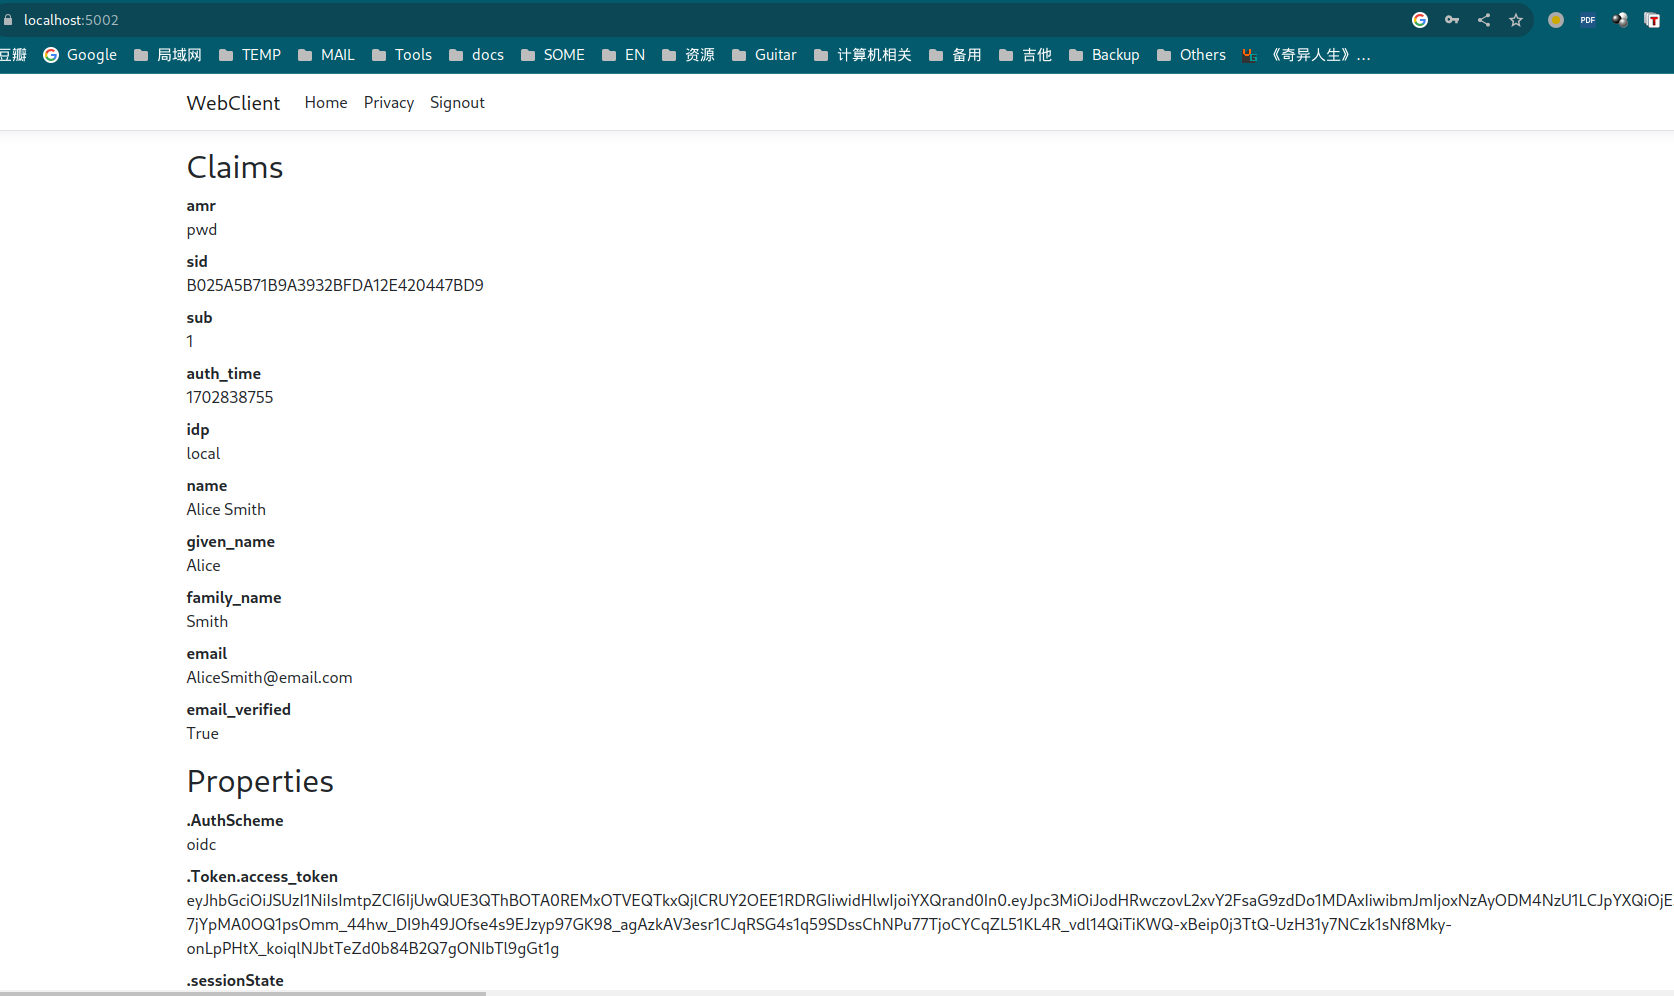 localhost:5002
豆瓣 Google 局域网 TEMP MAIL Tools docs SOME EN 资源 Guitar 计算机相关 备用 吉他 Backup Others 《奇异人生》...
WebClient Home Privacy Signout
Claims
amr
pwd
sid
B025A5B71B9A3932BFDA12E420447BD9
sub
1
auth_time
1702838755
idp
local
name
Alice Smith
given_name
Alice
family_name
Smith
email
AliceSmith@email.com
email_verified
True
Properties
.AuthScheme
oidc
.Token.access_token
eyJhbGciOiJSUzI1NiIsImtpZCI6IjUwQUE3QThBOTA0REMxOTVEQTkxQjlCRUY2OEE1RDRGIiwidHlwIjoiYXQrand0In0.eyJpc3MiOiJodHRwczovL2xvY2FsaG9zdDo1MDAxIiwibmJmIjoxNzAyODM4NzU1LCJpYXQiOjE
7jYpMA0OQ1psOmm_44hw_DI9h49JOfse4s9EJzyp97GK98_agAzkAV3esr1CJqRSG4s1q59SDssChNPu77TjoCYCqZL51KL4R_vdl14QiTiKWQ-xBeip0j3TtQ-UzH31y7NCzk1sNf8Mky-
onLpPHtX_koiqlNJbtTeZd0b84B2Q7gONIbTl9gGt1g
.sessionState